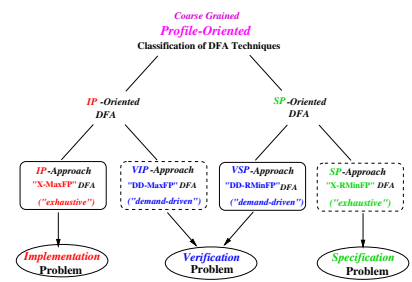 Coarse Grained
Profile-Oriented
Classification of DFA Techniques
IP -Oriented
DFA
SP -Oriented
DFA
IP -Approach
"X-MaxFP" DFA
("exhaustive")
VIP -Approach
"DD-MaxFP" DFA
("demand-driven")
VSP -Approach
"DD-RMinFP" DFA
("demand-driven")
SP -Approach
"X-RMinFP" DFA
("exhaustive")
Implementation
Problem
Verification
Problem
Specification
Problem